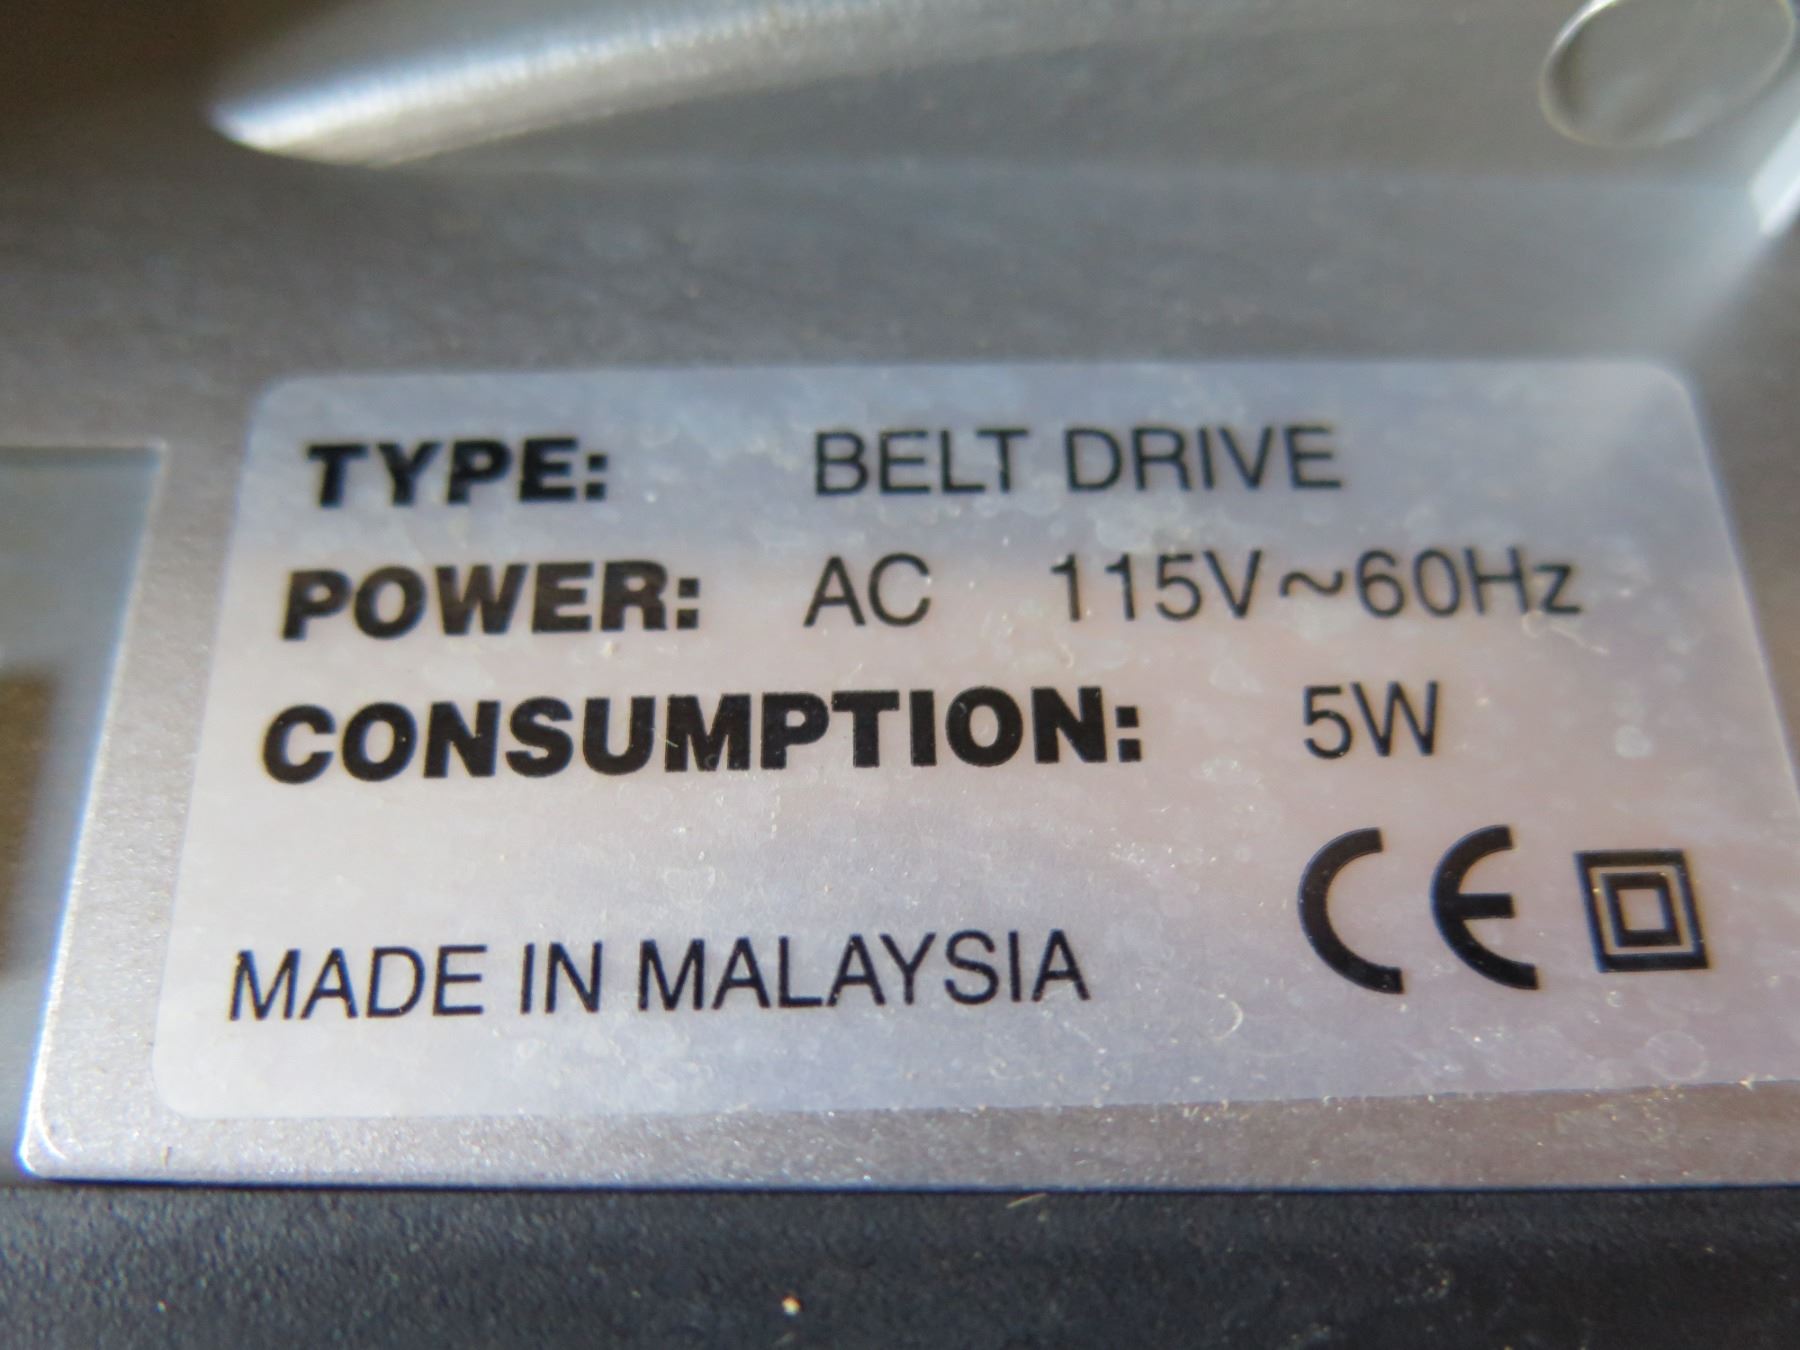 TYPE: BELT DRIVE
POWER: AC 115V~60Hz
CONSUMPTION: 5W
CE
MADE IN MALAYSIA